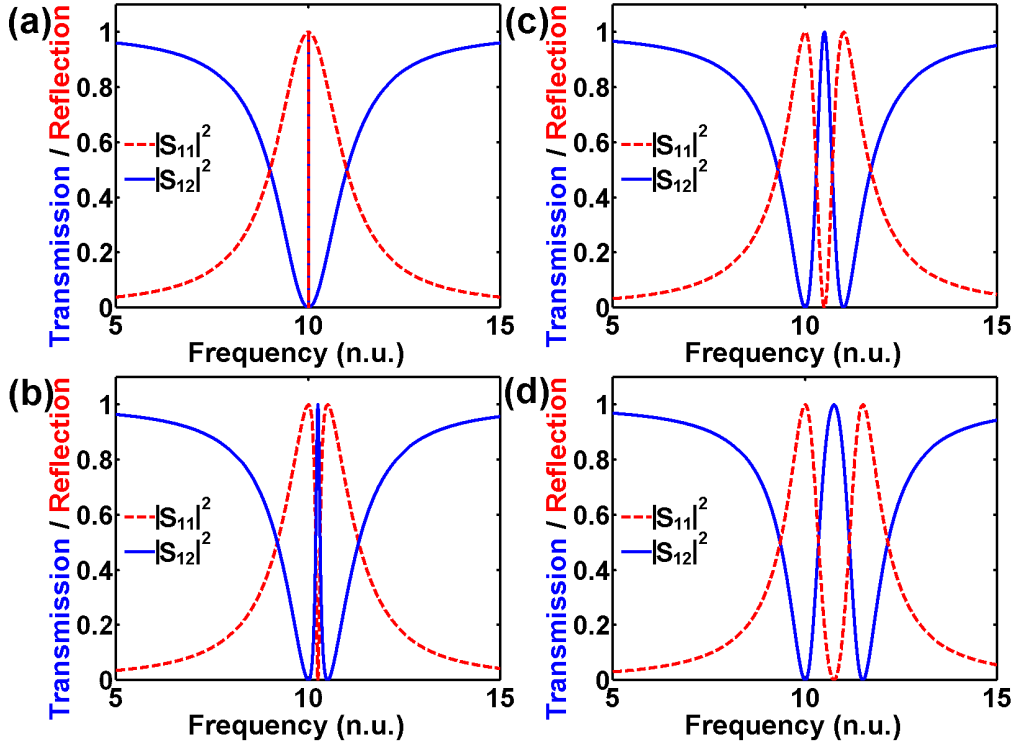 (a)
Transmission / Reflection
1
0.8
0.6
0.4
0.2
0
|S11|²
|S12|²
5
10
15
Frequency (n.u.)
(c)
Transmission / Reflection
1
0.8
0.6
0.4
0.2
0
|S11|²
|S12|²
5
10
15
Frequency (n.u.)
(b)
Transmission / Reflection
1
0.8
0.6
0.4
0.2
0
|S11|²
|S12|²
5
10
15
Frequency (n.u.)
(d)
Transmission / Reflection
1
0.8
0.6
0.4
0.2
0
|S11|²
|S12|²
5
10
15
Frequency (n.u.)